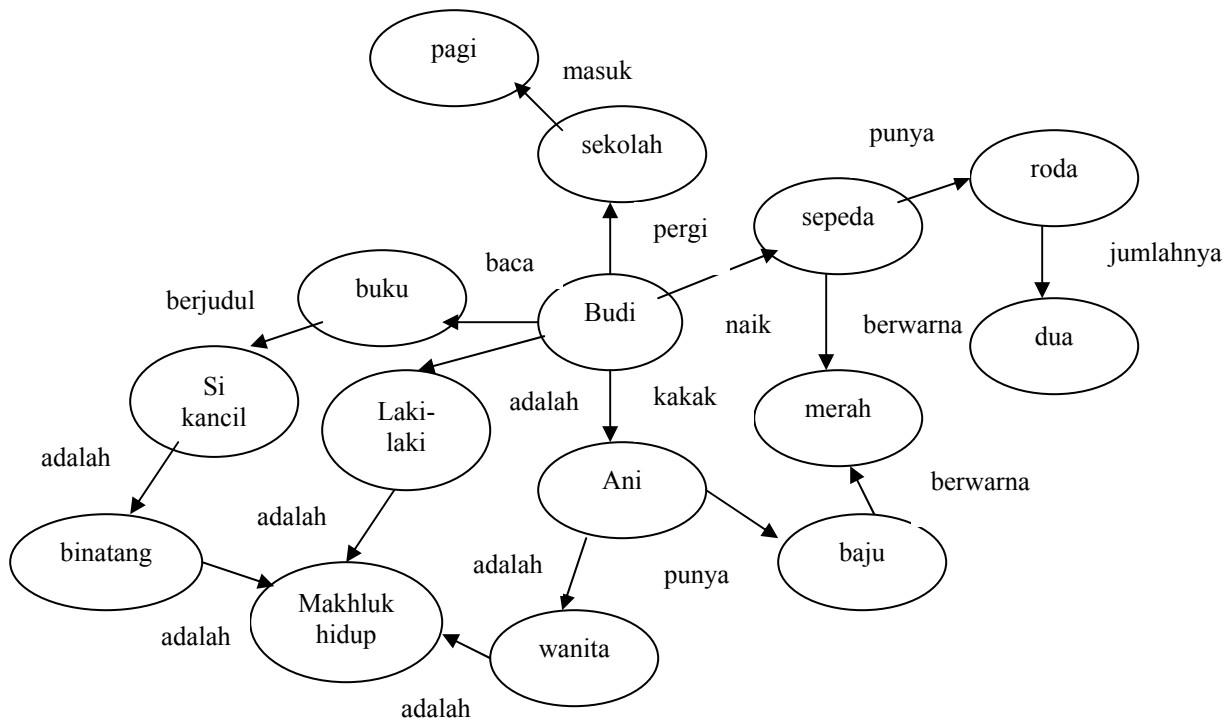 pagi
masuk
sekolah
punya
roda
sepeda
pergi
jumlahnya
baca
buku
berjudul
Budi
naik
berwarna
dua
Si
kancil
Laki-
laki
adalah
kakak
merah
adalah
Ani
berwarna
adalah
binatang
adalah
punya
baju
Makhluk
hidup
adalah
wanita
adalah